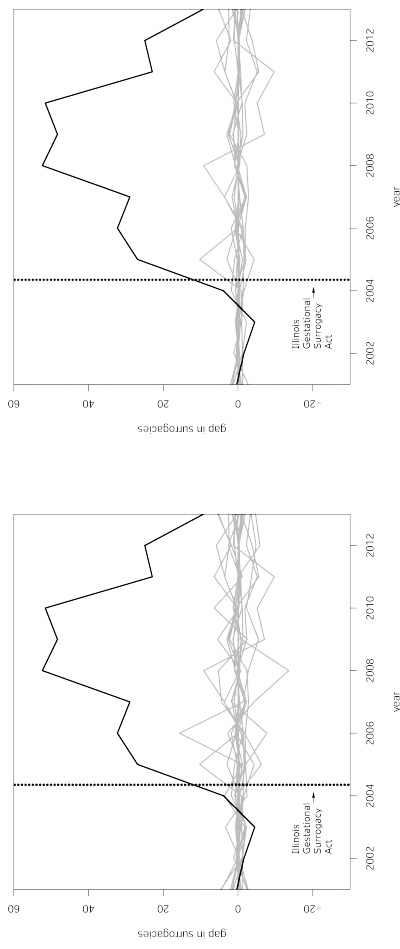 gap in surrogacies
60
40
20
0
−20
Illinois
Gestational
Surrogacy
Act
2002
2004
2006
2008
2010
2012
year
gap in surrogacies
60
40
20
0
−20
Illinois
Gestational
Surrogacy
Act
2002
2004
2006
2008
2010
2012
year